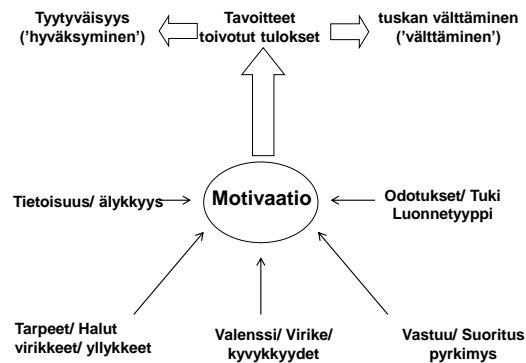 Tyytyväisyys
('hyväksyminen')
Tavoitteet
toivotut tulokset
tuskan välttäminen
('välttäminen')
Motivaatio
Tietoisuus/ älykkyys
Odotukset/ Tuki
Luonnetyyppi
Tarpeet/ Halut
virikkeet/ yllykkeet
Valenssi/ Virike/
kyvykkyydet
Vastuu/ Suoritus
pyrkimys